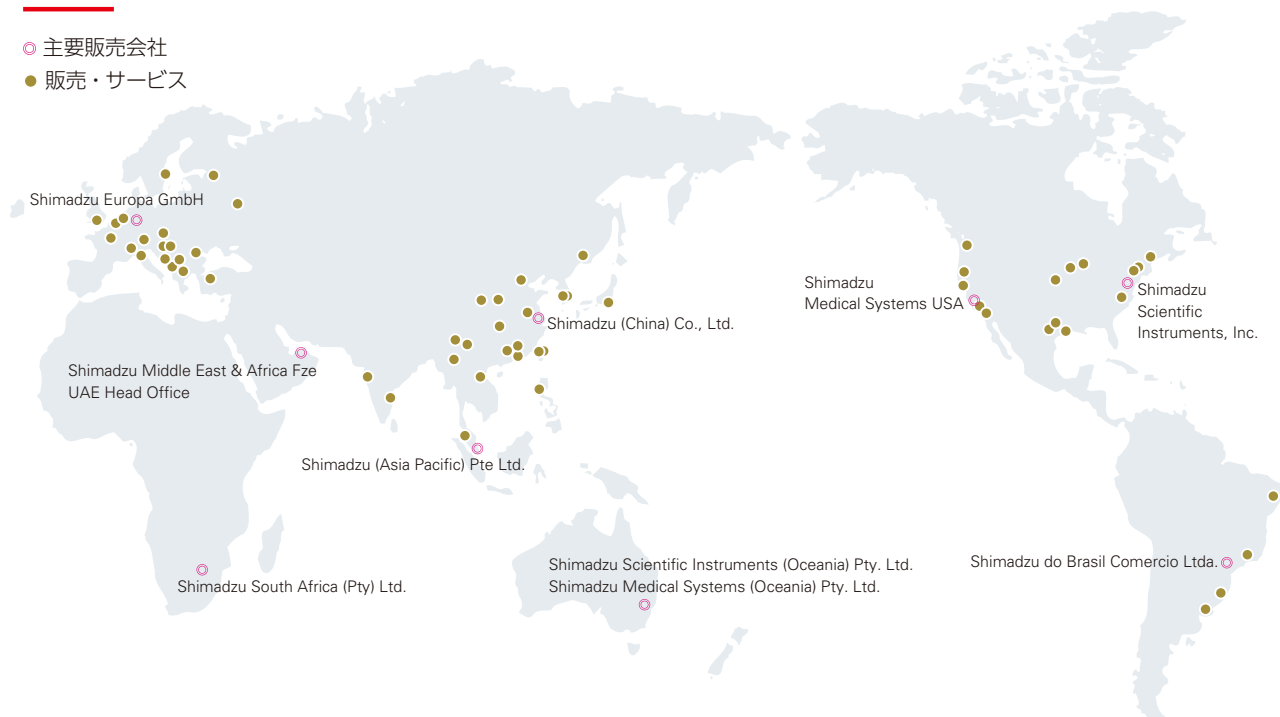 主要販売会社
販売・サービス
Shimadzu Europa GmbH
Shimadzu (China) Co., Ltd.
Shimadzu Middle East & Africa Fze
UAE Head Office
Shimadzu (Asia Pacific) Pte Ltd.
Shimadzu South Africa (Pty) Ltd.
Shimadzu Scientific Instruments (Oceania) Pty. Ltd.
Shimadzu Medical Systems (Oceania) Pty. Ltd.
Shimadzu
Medical Systems USA
Shimadzu
Scientific
Instruments, Inc.
Shimadzu do Brasil Comercio Ltda.